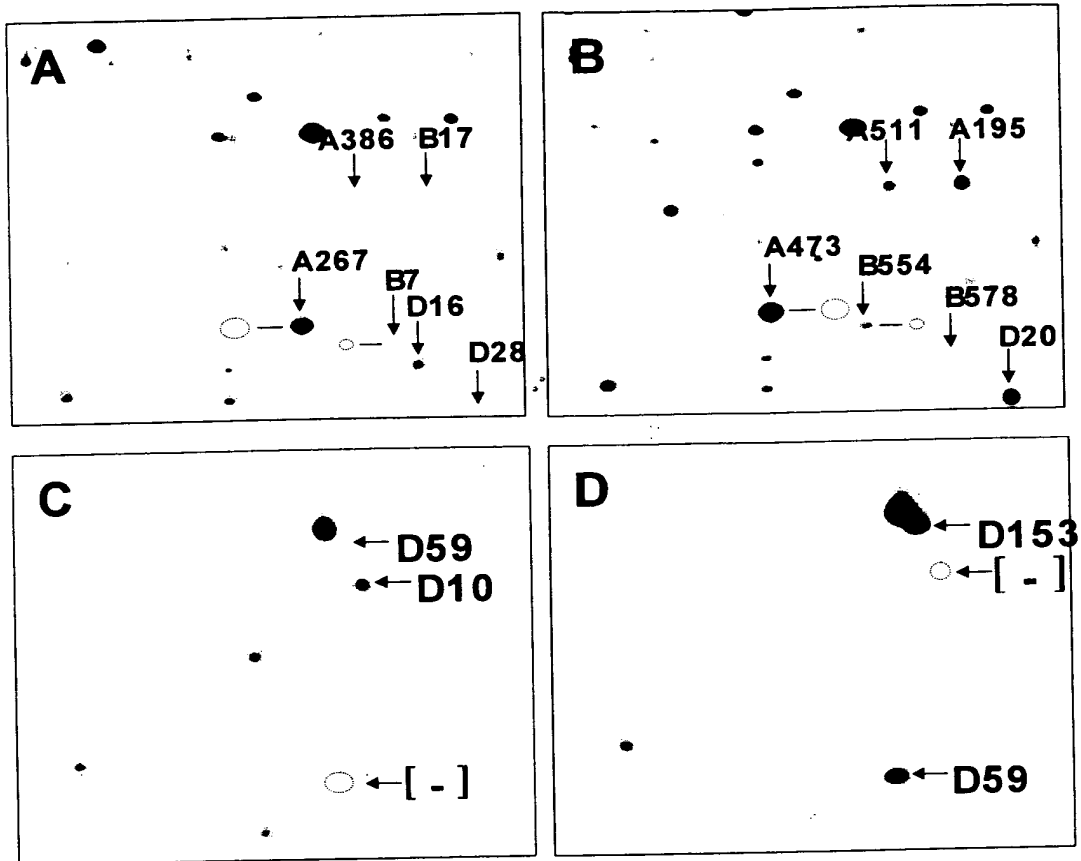 A
A386 B17
A267
B7
D16
D28
B
A511 A195
A473
B554
B578
D20
C
D59
D10
[ - ]
D
D153
[ - ]
D59